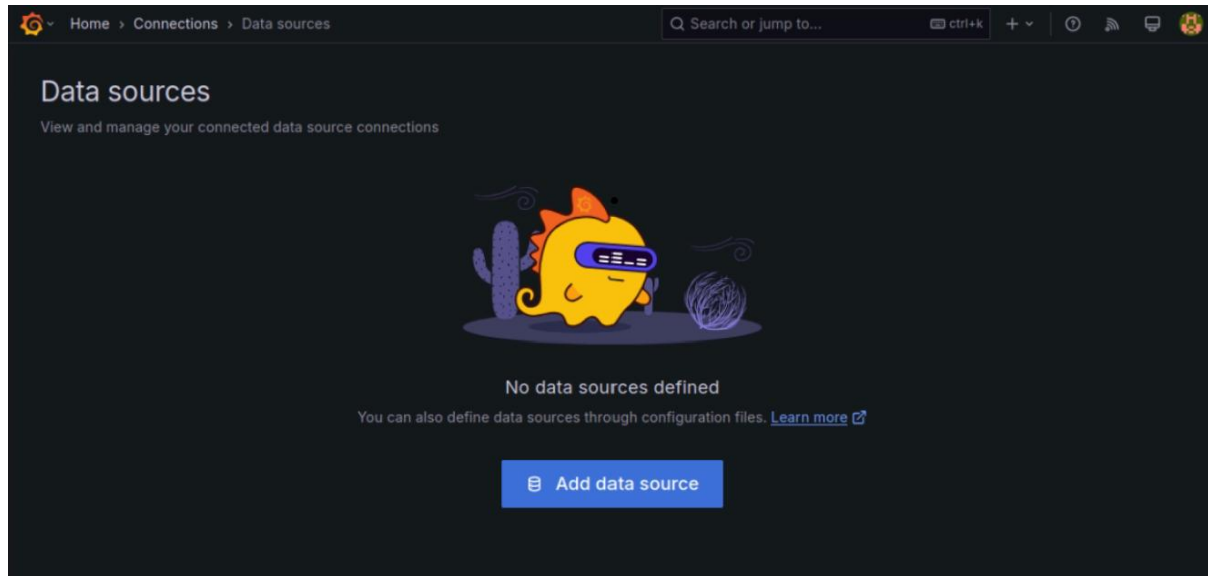 Home › Connections › Data sources
Search or jump to...
ctrl+k
Data sources
View and manage your connected data source connections
No data sources defined
You can also define data sources through configuration files. Learn more
Add data source